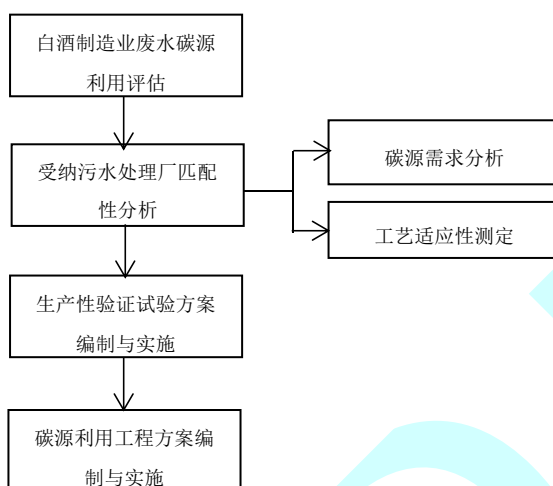 白酒制造业废水碳源
利用评估
受纳污水处理厂匹配
性分析
碳源需求分析
工艺适应性测定
生产性验证试验方案
编制与实施
碳源利用工程方案编
制与实施